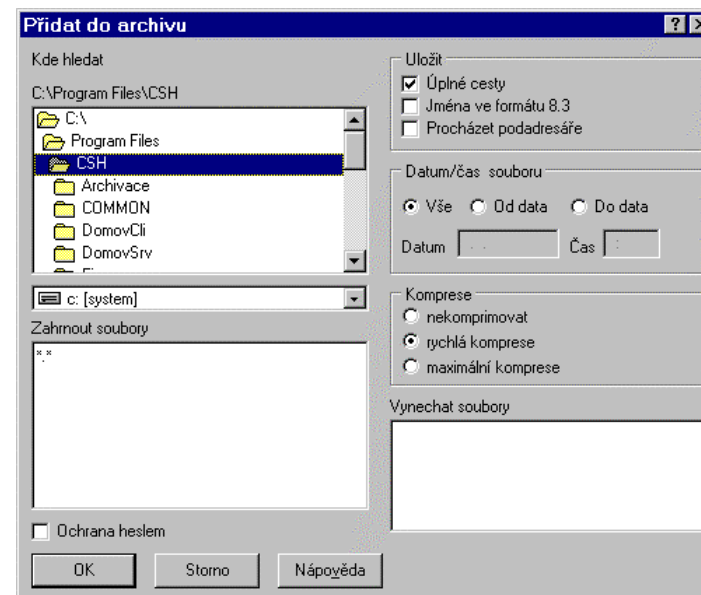 Přidat do archivu
Kde hledat
C:\Program Files\CSH
C:\
Program Files
CSH
Archivace
COMMON
DomovCli
DomovSrv
c: [system]
Zahrnout soubory
*.*
Ochrana heslem
OK
Storno
Nápověda
Uložit
Úplné cesty
Jména ve formátu 8.3
Procházet podadresáře
Datum/čas souboru
Vše
Od data
Do data
Datum . .
Čas :
Komprese
nekomprimovat
rychlá komprese
maximální komprese
Vynechat soubory